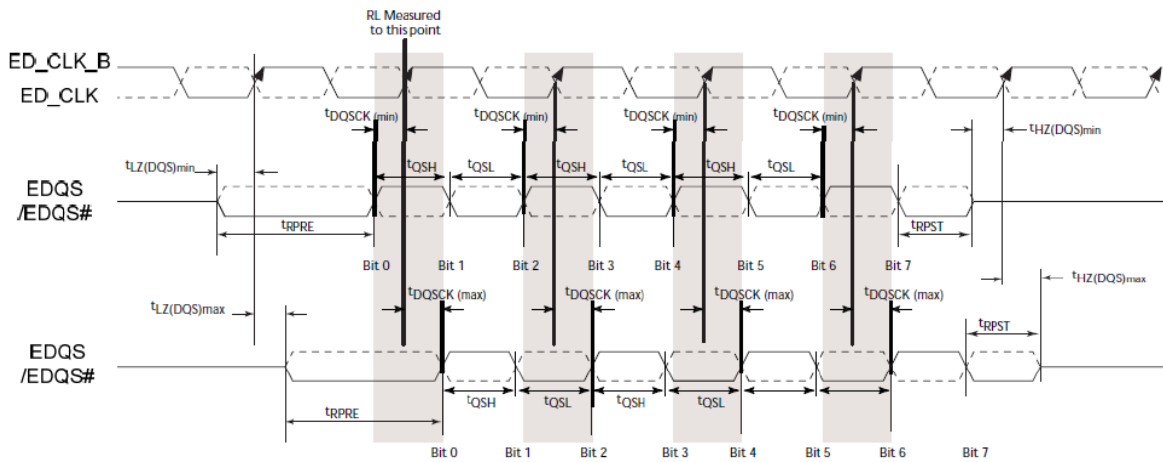 RL Measured
to this point
ED_CLK_B
ED_CLK
tDQSCK (min) tDQSCK (min) tDQSCK (min) tDQSCK (min) tHZ(DQS)min
tLZ(DQS)min
tQSH tQSL tQSH tQSL tQSH tQSL
EDQS
/EDQS#
tRPRE tRPST
Bit 0 Bit 1 Bit 2 Bit 3 Bit 4 Bit 5 Bit 6 Bit 7
tLZ(DQS)max tDQSCK (max) tDQSCK (max) tDQSCK (max) tDQSCK (max) tHZ(DQS)max
tRPST
EDQS
/EDQS#
tRPRE tQSH tQSL tQSH tQSL
Bit 0 Bit 1 Bit 2 Bit 3 Bit 4 Bit 5 Bit 6 Bit 7